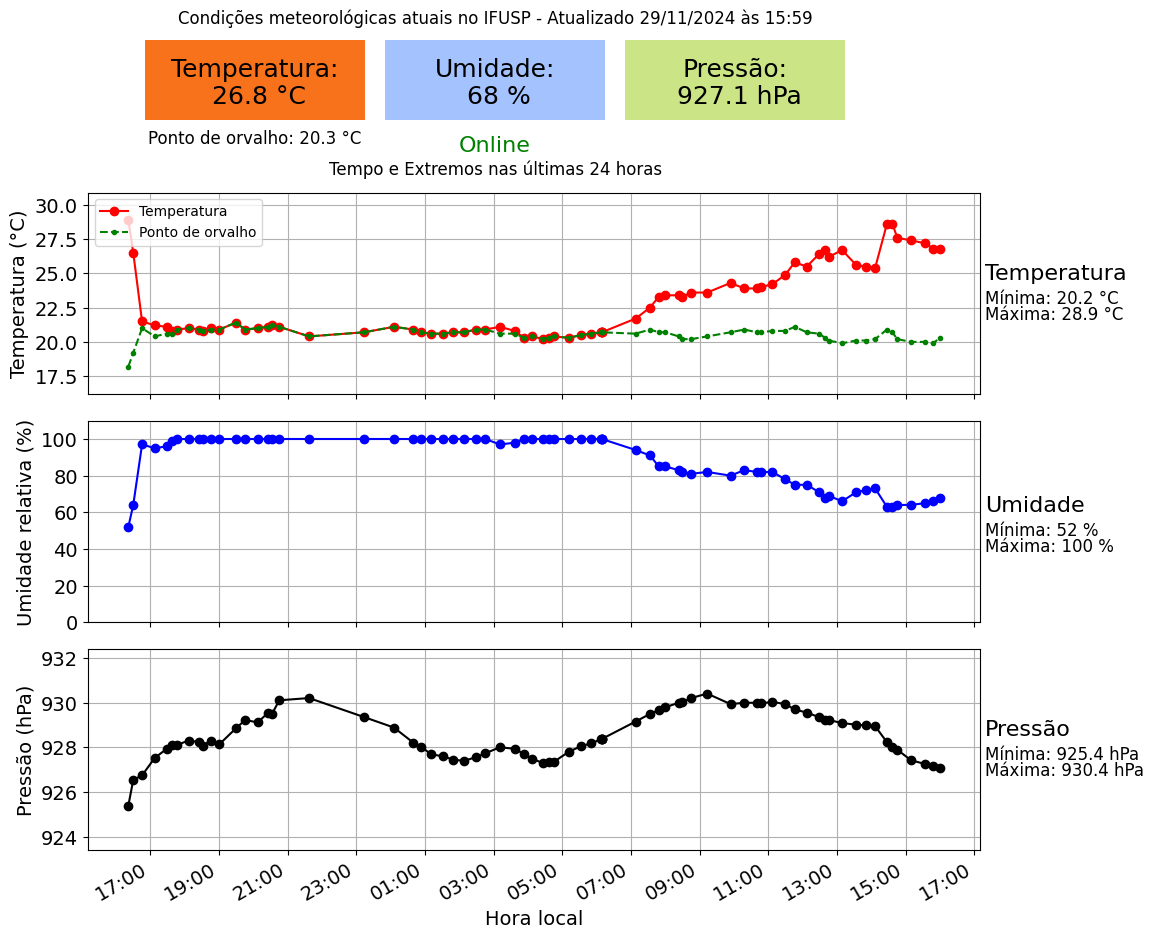 Condições meteorológicas atuais no IFUSP - Atualizado 29/11/2024 às 15:59
Temperatura:
26.8 °C
Umidade:
68 %
Pressão:
927.1 hPa
Ponto de orvalho: 20.3 °C
Online
Tempo e Extremos nas últimas 24 horas
Temperatura (°C)
30.0
27.5
25.0
22.5
20.0
17.5
Temperatura
Ponto de orvalho
Temperatura
Mínima: 20.2 °C
Máxima: 28.9 °C
Umidade relativa (%)
100
80
60
40
20
0
Umidade
Mínima: 52 %
Máxima: 100 %
Pressão (hPa)
932
930
928
926
924
Pressão
Mínima: 925.4 hPa
Máxima: 930.4 hPa
17:00
19:00
21:00
23:00
01:00
03:00
05:00
07:00
09:00
11:00
13:00
15:00
17:00
Hora local